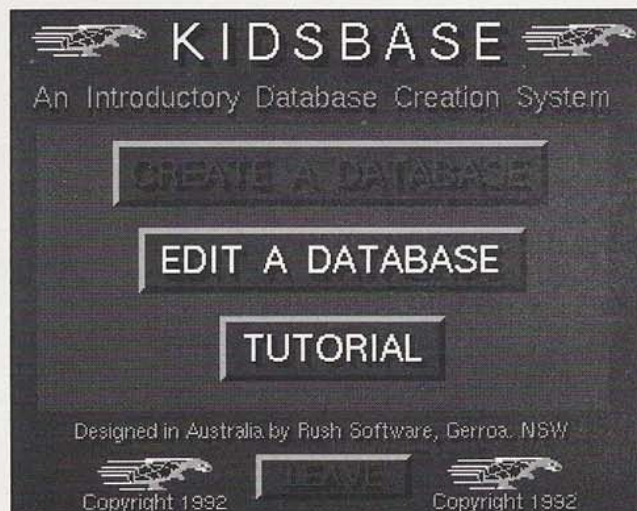 KIDSBASE
An Introductory Database Creation System
CREATE A DATABASE
EDIT A DATABASE
TUTORIAL
Designed in Australia by Rush Software, Gerroa. NSW
LEAVE
Copyright 1992
Copyright 1992